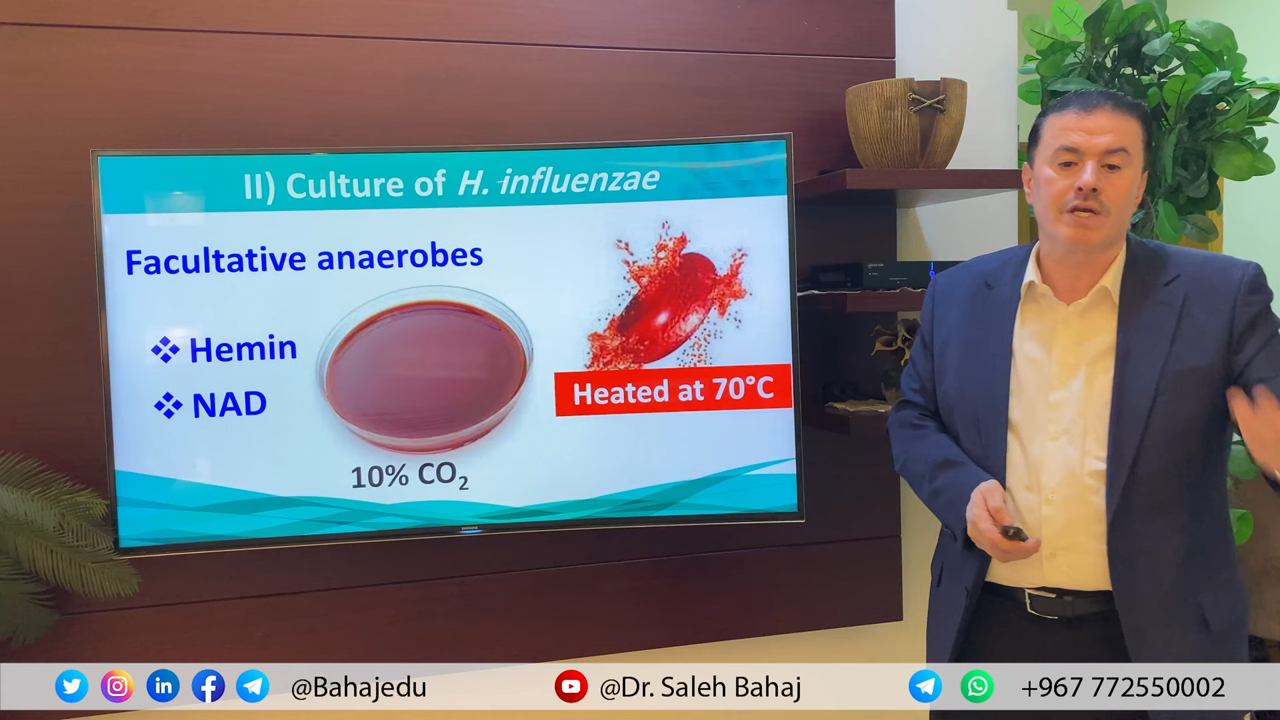 II) Culture of H. influenzae
Facultative anaerobes
❖ Hemin
❖ NAD
10% CO₂
Heated at 70°C
@Bahajedu
@Dr. Saleh Bahaj
+967 772550002